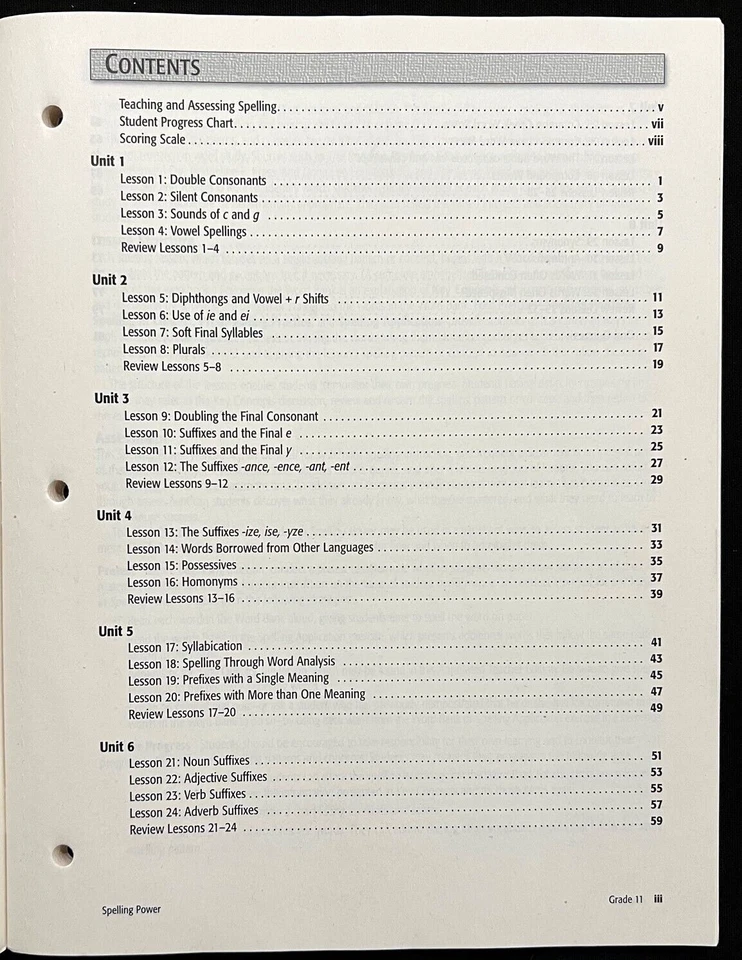 CONTENTS
Teaching and Assessing Spelling. . . . . . . . . . v
Student Progress Chart. . . . . . . . . . vii
Scoring Scale . . . . . . . . . . viii
Unit 1
Lesson 1: Double Consonants . . . . . . . . . . 1
Lesson 2: Silent Consonants . . . . . . . . . . 3
Lesson 3: Sounds of c and g . . . . . . . . . . 5
Lesson 4: Vowel Spellings . . . . . . . . . . 7
Review Lessons 1–4 . . . . . . . . . . 9
Unit 2
Lesson 5: Diphthongs and Vowel + r Shifts . . . . . . . . . . 11
Lesson 6: Use of ie and ei . . . . . . . . . . 13
Lesson 7: Soft Final Syllables . . . . . . . . . . 15
Lesson 8: Plurals . . . . . . . . . . 17
Review Lessons 5–8 . . . . . . . . . . 19
Unit 3
Lesson 9: Doubling the Final Consonant . . . . . . . . . . 21
Lesson 10: Suffixes and the Final e . . . . . . . . . . 23
Lesson 11: Suffixes and the Final y . . . . . . . . . . 25
Lesson 12: The Suffixes -ance, -ence, -ant, -ent . . . . . . . . . . 27
Review Lessons 9–12 . . . . . . . . . . 29
Unit 4
Lesson 13: The Suffixes -ize, ise, -yze . . . . . . . . . . 31
Lesson 14: Words Borrowed from Other Languages . . . . . . . . . . 33
Lesson 15: Possessives . . . . . . . . . . 35
Lesson 16: Homonyms . . . . . . . . . . 37
Review Lessons 13–16 . . . . . . . . . . 39
Unit 5
Lesson 17: Syllabication . . . . . . . . . . 41
Lesson 18: Spelling Through Word Analysis . . . . . . . . . . 43
Lesson 19: Prefixes with a Single Meaning . . . . . . . . . . 45
Lesson 20: Prefixes with More than One Meaning . . . . . . . . . . 47
Review Lessons 17–20 . . . . . . . . . . 49
Unit 6
Lesson 21: Noun Suffixes . . . . . . . . . . 51
Lesson 22: Adjective Suffixes . . . . . . . . . . 53
Lesson 23: Verb Suffixes . . . . . . . . . . 55
Lesson 24: Adverb Suffixes . . . . . . . . . . 57
Review Lessons 21–24 . . . . . . . . . . 59
Spelling Power
Grade 11 iii